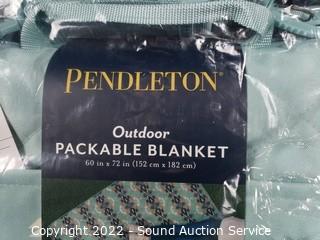 PENDLETON®
Outdoor
PACKABLE BLANKET
60 in x 72 in (152 cm x 182 cm)
Copyright 2022 - Sound Auction Service